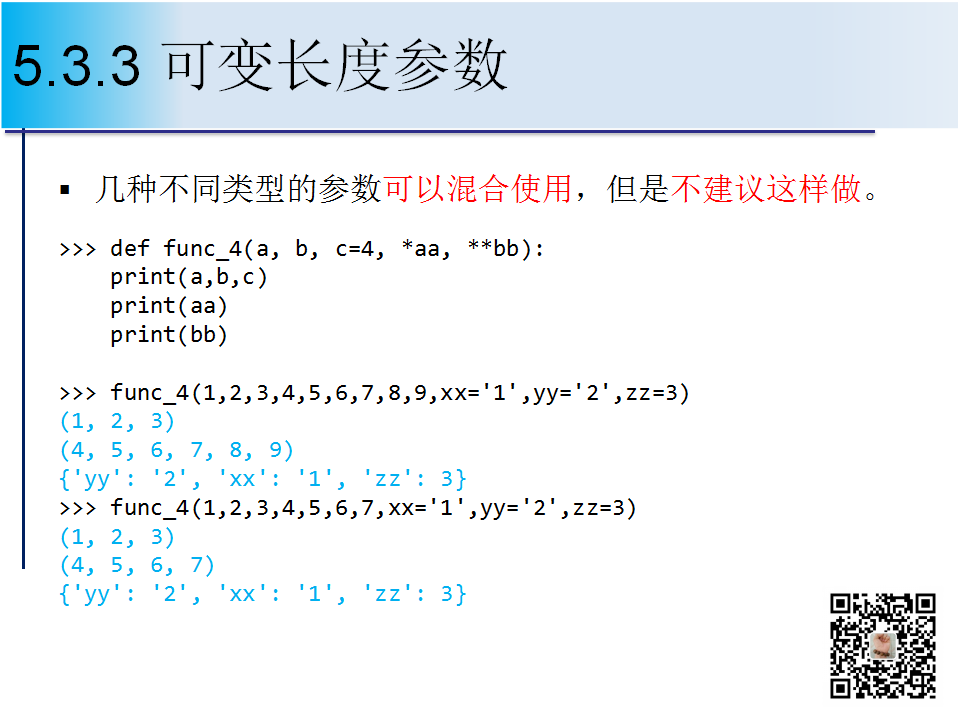 5.3.3 可变长度参数
▪ 几种不同类型的参数可以混合使用，但是不建议这样做。
>>> def func_4(a, b, c=4, *aa, **bb):
    print(a,b,c)
    print(aa)
    print(bb)
>>> func_4(1,2,3,4,5,6,7,8,9,xx='1',yy='2',zz=3)
(1, 2, 3)
(4, 5, 6, 7, 8, 9)
{'yy': '2', 'xx': '1', 'zz': 3}
>>> func_4(1,2,3,4,5,6,7,xx='1',yy='2',zz=3)
(1, 2, 3)
(4, 5, 6, 7)
{'yy': '2', 'xx': '1', 'zz': 3}